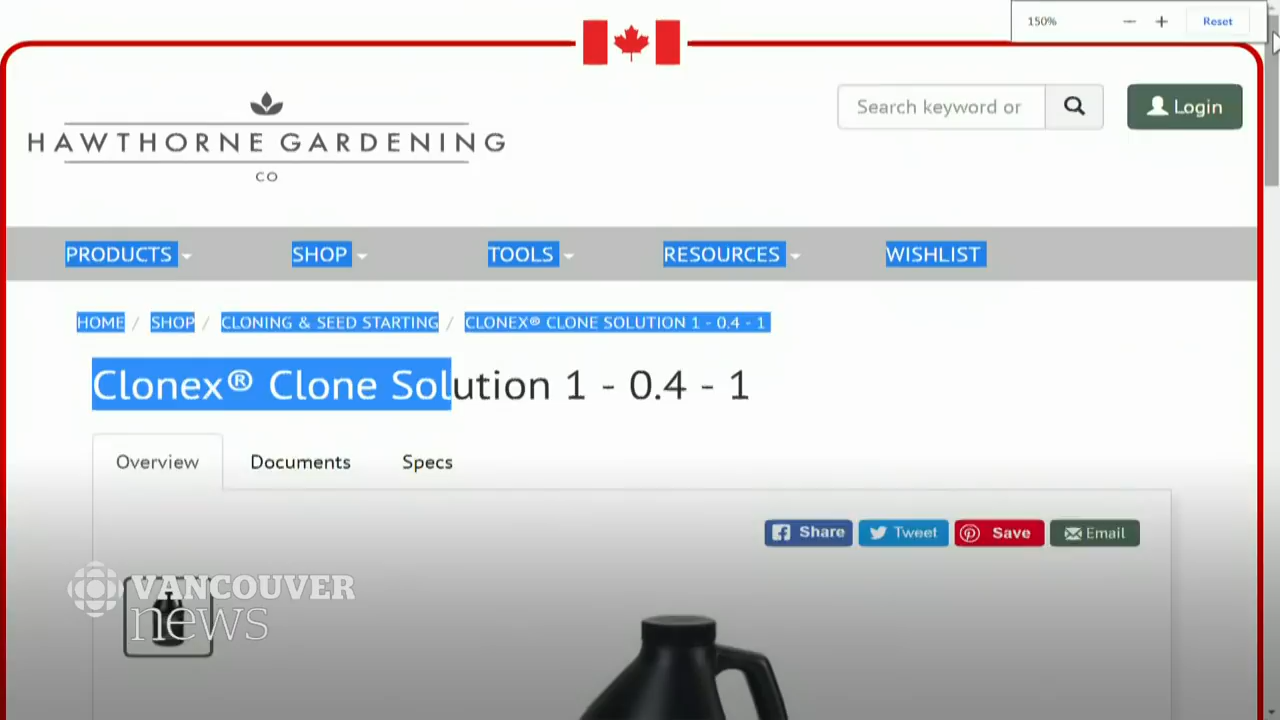 150% Reset
HAWTHORNE GARDENING
CO
Search keyword or
Login
PRODUCTS SHOP TOOLS RESOURCES WISHLIST
HOME / SHOP / CLONING & SEED STARTING / CLONEX® CLONE SOLUTION 1 - 0.4 - 1
Clonex® Clone Solution 1 - 0.4 - 1
Overview Documents Specs
Share Tweet Save Email
VANCOUVER
news